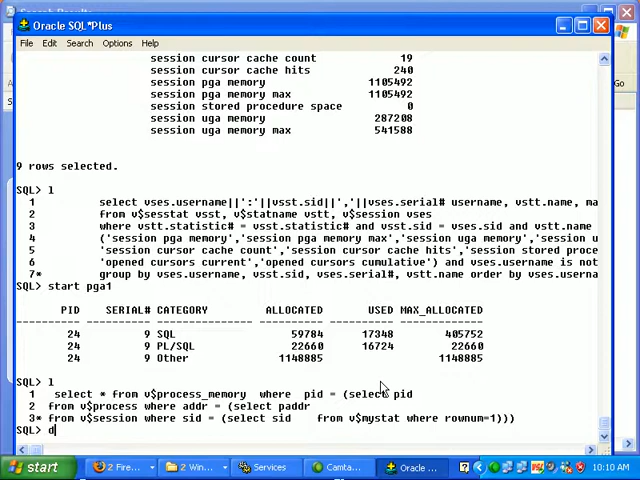 Search Results
Oracle SQL*Plus
File Edit Search Options Help
session cursor cache count 19
session cursor cache hits 240
session pga memory 1105492
session pga memory max 1105492
session stored procedure space 0
session uga memory 287208
session uga memory max 541588
9 rows selected.
SQL> l
1 select vses.username||':'||vsst.sid||','||vses.serial# username, vstt.name, ma
2 from v$sesstat vsst, v$statname vstt, v$session vses
3 where vstt.statistic# = vsst.statistic# and vsst.sid = vses.sid and vstt.name
4 ('session pga memory','session pga memory max','session uga memory','session u
5 'session cursor cache count','session cursor cache hits','session stored proce
6 'opened cursors current','opened cursors cumulative') and vses.username is not
7* group by vses.username, vsst.sid, vses.serial#, vstt.name order by vses.userna
SQL> start pga1
PID SERIAL# CATEGORY ALLOCATED USED MAX_ALLOCATED
24 9 SQL 59784 17348 405752
24 9 PL/SQL 22660 16724 22660
24 9 Other 1148885 1148885
SQL> l
1 select * from v$process_memory where pid = (select pid
2 from v$process where addr = (select paddr
3* from v$session where sid = (select sid from v$mystat where rownum=1)))
SQL> d
start 2 Fire... 2 Win... Services Camta... Oracle ... 10:10 AM